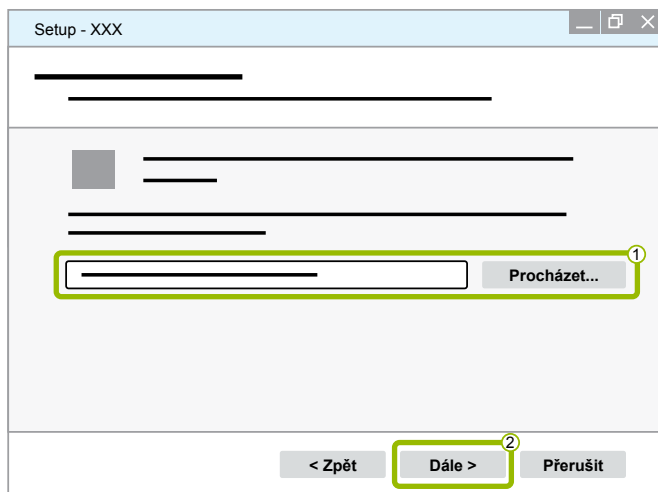 Setup - XXX
1
Procházet...
2
< Zpět Dále > Přerušit